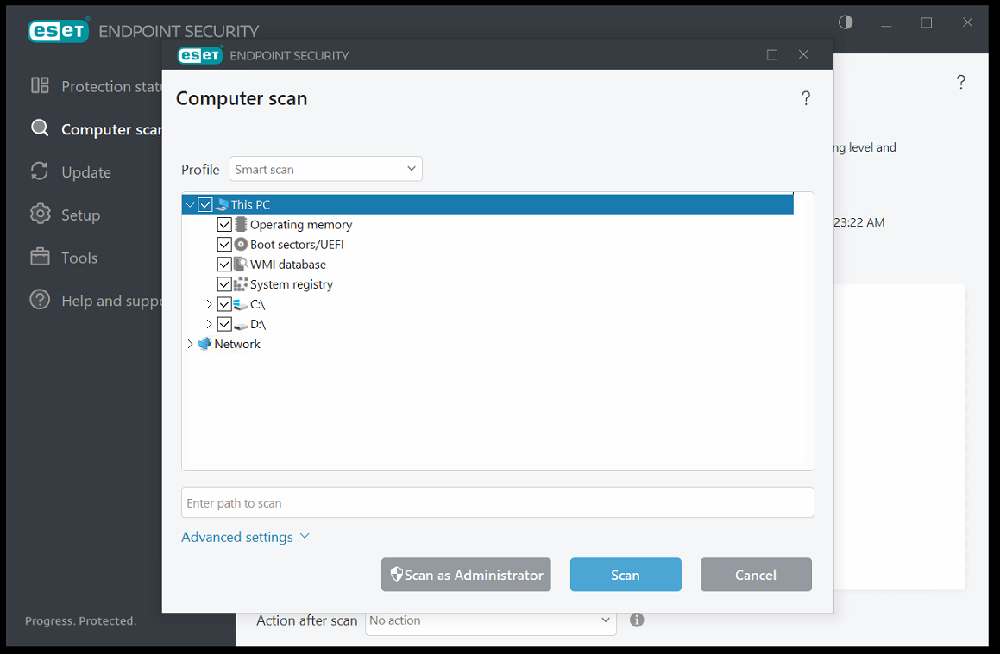 eset ENDPOINT SECURITY
eset ENDPOINT SECURITY
Protection statu
Computer scan
Update
Setup
Tools
Help and suppo
Progress. Protected.
Computer scan
?
?
Profile Smart scan
This PC
Operating memory
Boot sectors/UEFI
WMI database
System registry
C:\
D:\
Network
Enter path to scan
Advanced settings
Scan as Administrator Scan Cancel
ng level and
23:22 AM
Action after scan No action